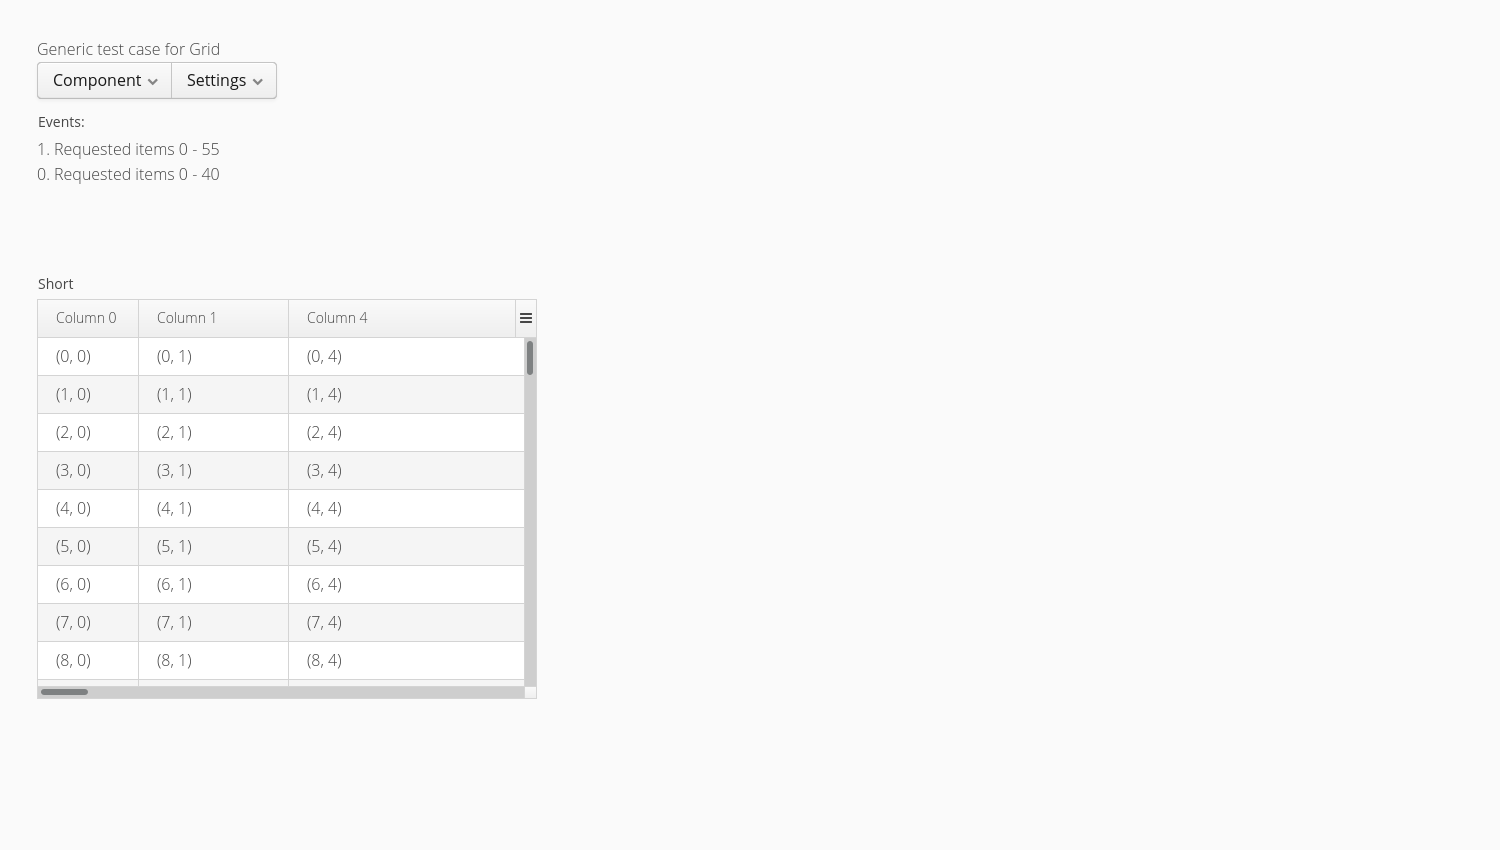 Generic test case for Grid
Component Settings
Events:
1. Requested items 0 - 55
0. Requested items 0 - 40
Short
Column 0 Column 1 Column 4
(0, 0) (0, 1) (0, 4)
(1, 0) (1, 1) (1, 4)
(2, 0) (2, 1) (2, 4)
(3, 0) (3, 1) (3, 4)
(4, 0) (4, 1) (4, 4)
(5, 0) (5, 1) (5, 4)
(6, 0) (6, 1) (6, 4)
(7, 0) (7, 1) (7, 4)
(8, 0) (8, 1) (8, 4)